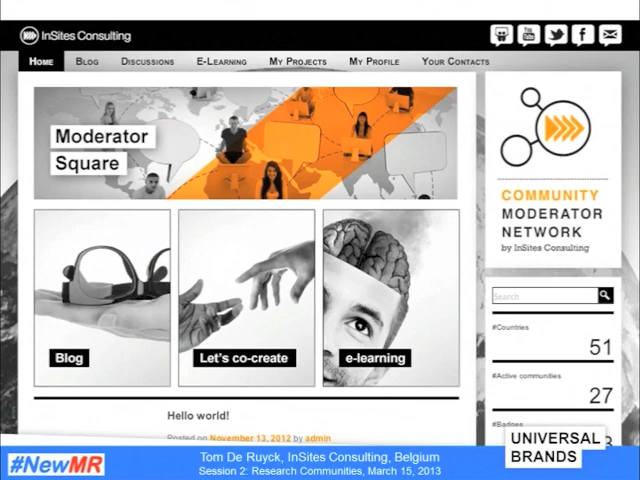 InSites Consulting
Home Blog Discussions E-Learning My Projects My Profile Your Contacts
Moderator
Square
COMMUNITY
MODERATOR
NETWORK
by InSites Consulting
Search
Blog
Let's co-create
e-learning
#Countries
51
#Active communities
27
#Badges
Hello world!
Posted on November 13, 2012 by admin
UNIVERSAL
BRANDS
#NewMR
Tom De Ruyck, InSites Consulting, Belgium
Session 2: Research Communities, March 15, 2013